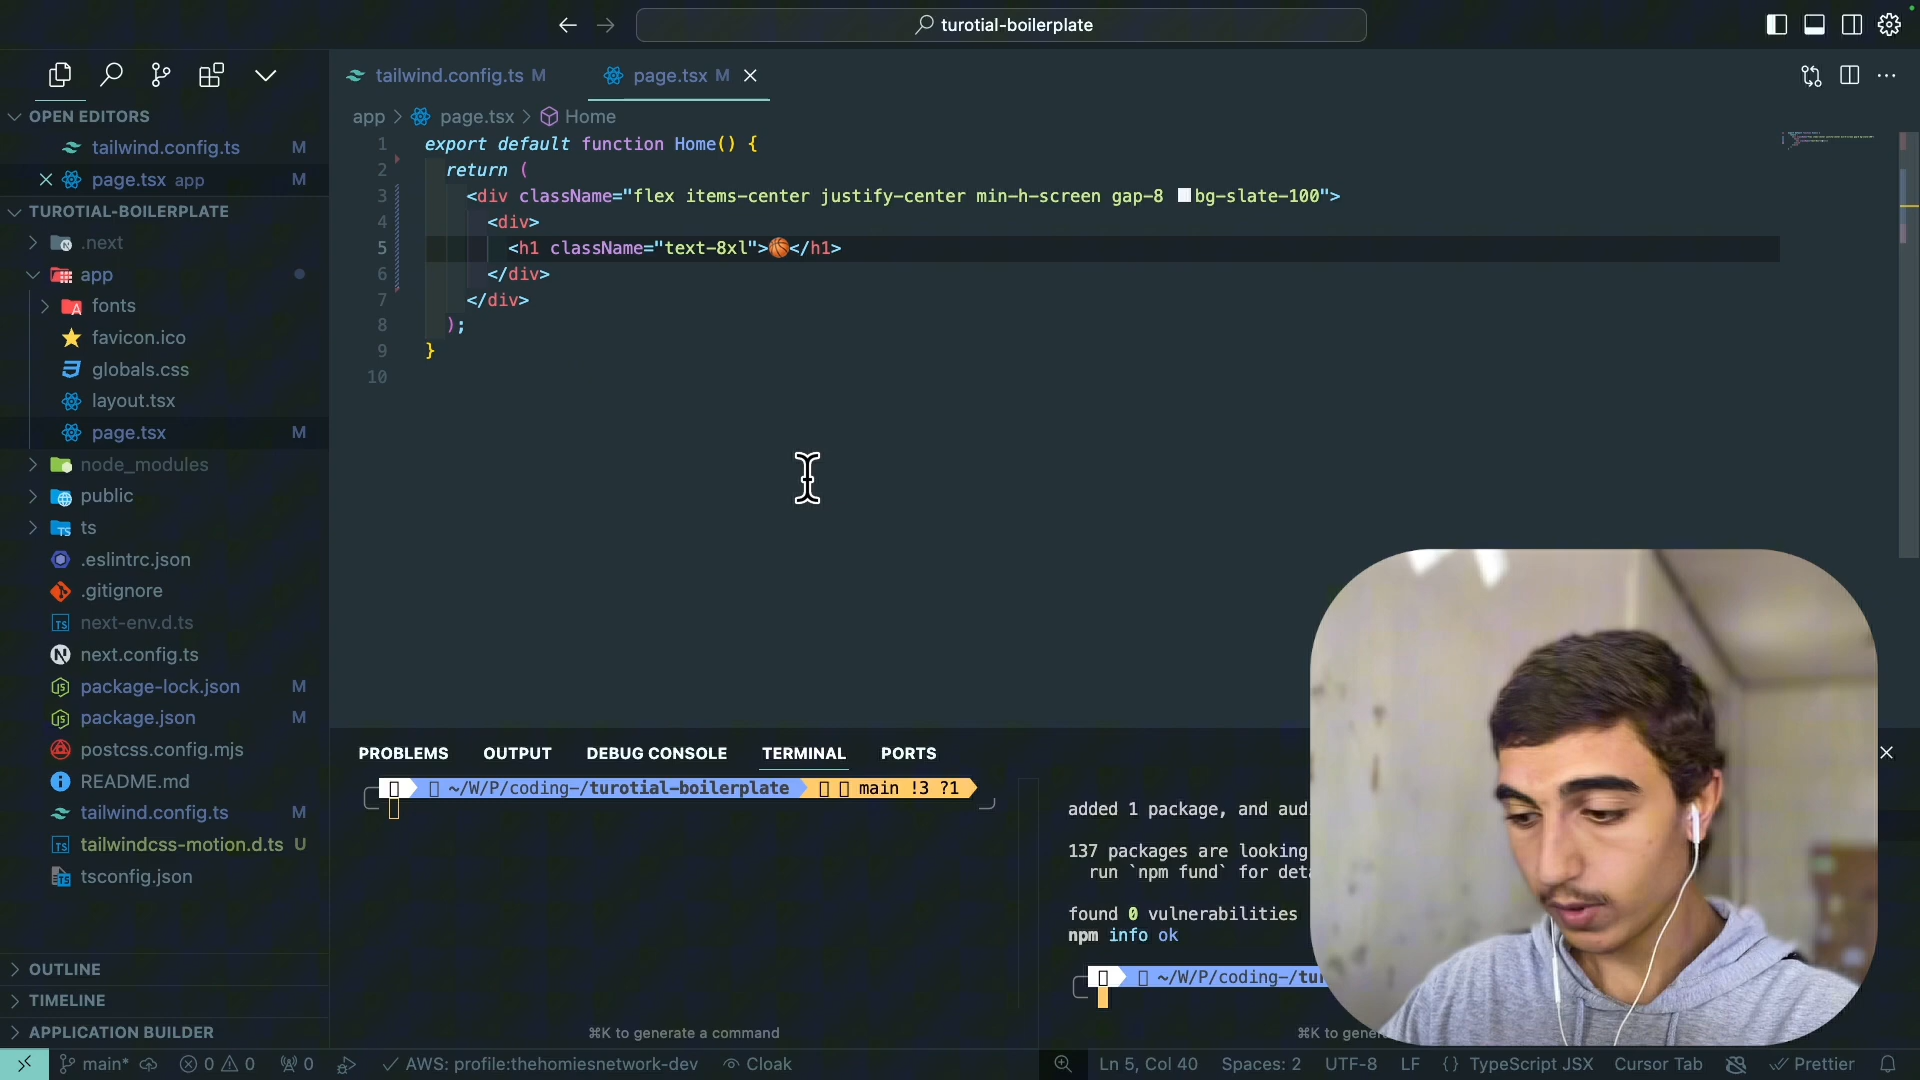 turotial-boilerplate
OPEN EDITORS
tailwind.config.ts M
page.tsx app M
TUROTIAL-BOILERPLATE
.next
app
fonts
favicon.ico
globals.css
layout.tsx
page.tsx M
node_modules
public
ts
.eslintrc.json
.gitignore
next-env.d.ts
next.config.ts
package-lock.json M
package.json M
postcss.config.mjs
README.md
tailwind.config.ts M
tailwindcss-motion.d.ts U
tsconfig.json
OUTLINE
TIMELINE
APPLICATION BUILDER
tailwind.config.ts M
page.tsx M
app > page.tsx > Home
1 export default function Home() {
2 return (
3 <div className="flex items-center justify-center min-h-screen gap-8 bg-slate-100">
4 <div>
5 <h1 className="text-8xl">🏀</h1>
6 </div>
7 </div>
8 );
9 }
10
PROBLEMS OUTPUT DEBUG CONSOLE TERMINAL PORTS
~/W/P/coding-/turotial-boilerplate main !3 ?1
⌘K to generate a command
added 1 package, and aud
137 packages are looking
run `npm fund` for deta
found 0 vulnerabilities
npm info ok
~/W/P/coding-/tur
⌘K to gene
main* 0 0 0 AWS: profile:thehomiesnetwork-dev Cloak Ln 5, Col 40 Spaces: 2 UTF-8 LF {} TypeScript JSX Cursor Tab Prettier